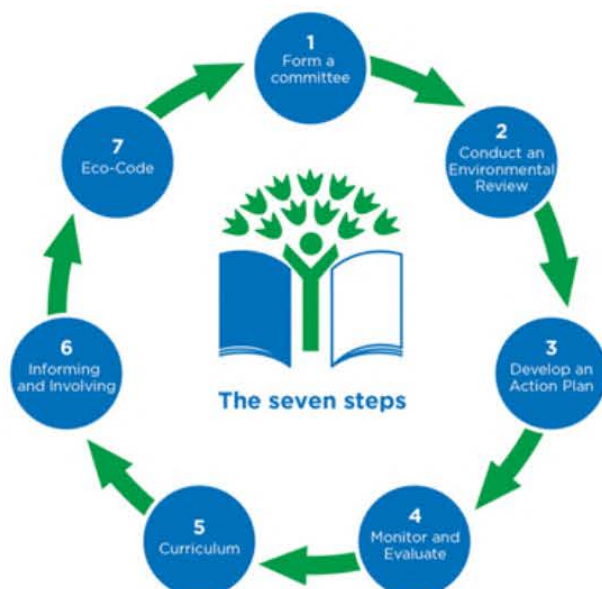 1
Form a
committee
2
Conduct an
Environmental
Review
3
Develop an
Action Plan
4
Monitor and
Evaluate
5
Curriculum
6
Informing
and Involving
7
Eco-Code
The seven steps